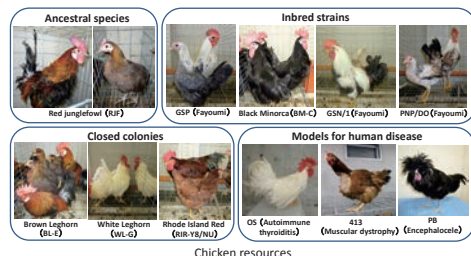 Ancestral species
Red junglefowl (RJF)
Inbred strains
GSP (Fayoumi)
Black Minorca(BM-C)
GSN/1(Fayoumi)
PNP/DO(Fayoumi)
Closed colonies
Brown Leghorn
(BL-E)
White Leghorn
(WL-G)
Rhode Island Red
(RIR-Y8/NU)
Models for human disease
OS (Autoimmune
thyroiditis)
413
(Muscular dystrophy)
PB
(Encephalocele)
Chicken resources